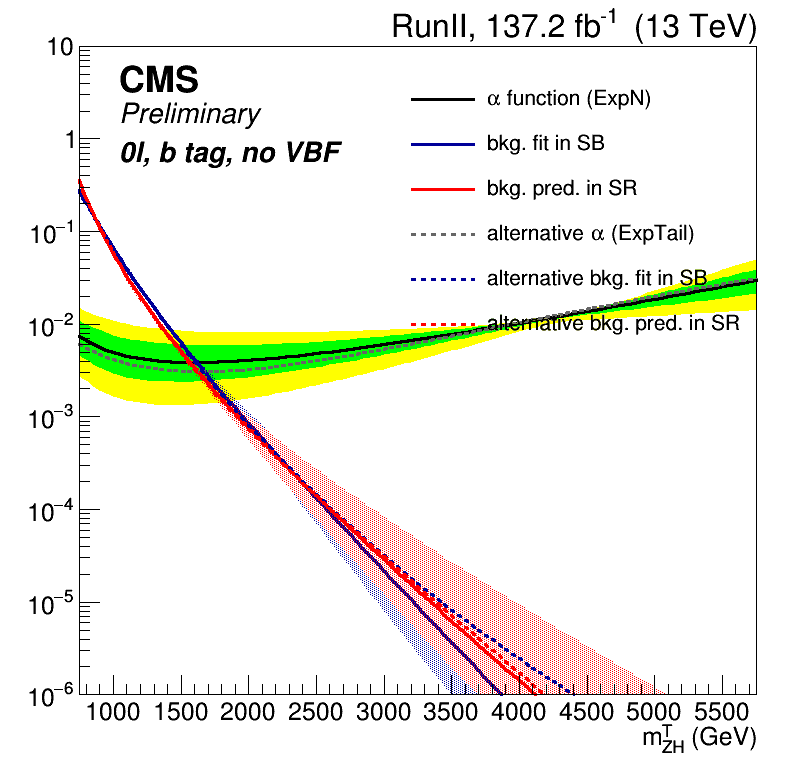 RunII, 137.2 fb⁻¹ (13 TeV)
CMS
Preliminary
0l, b tag, no VBF
α function (ExpN)
bkg. fit in SB
bkg. pred. in SR
alternative α (ExpTail)
alternative bkg. fit in SB
alternative bkg. pred. in SR
10
1
10⁻¹
10⁻²
10⁻³
10⁻⁴
10⁻⁵
10⁻⁶
1000 1500 2000 2500 3000 3500 4000 4500 5000 5500
m^T_ZH (GeV)